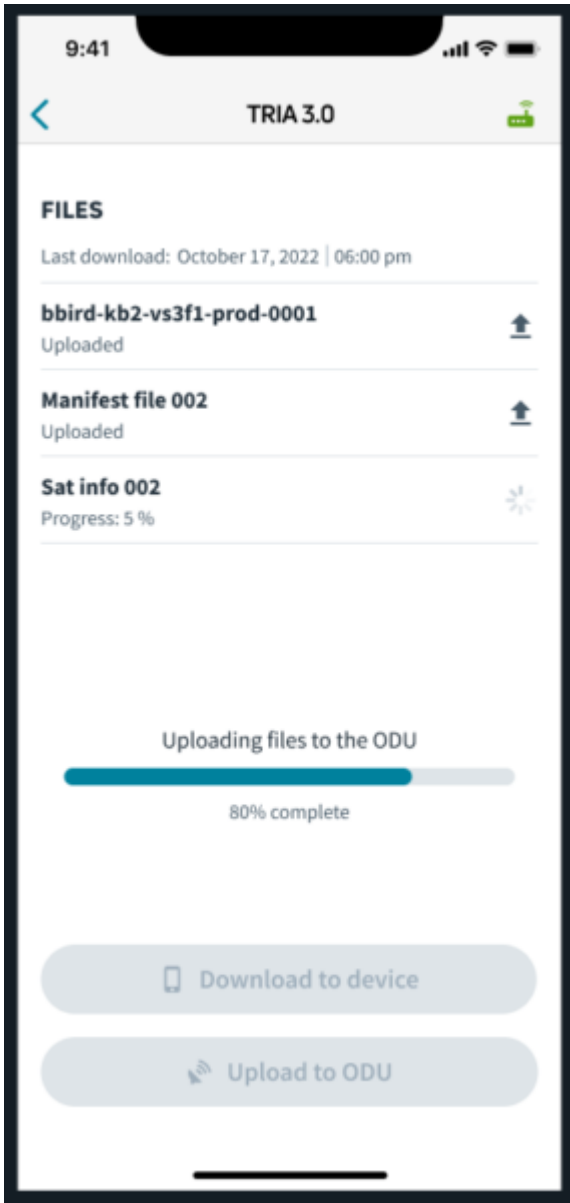 9:41
TRIA 3.0
FILES
Last download: October 17, 2022 | 06:00 pm
bbird-kb2-vs3f1-prod-0001
Uploaded
Manifest file 002
Uploaded
Sat info 002
Progress: 5 %
Uploading files to the ODU
80% complete
Download to device
Upload to ODU